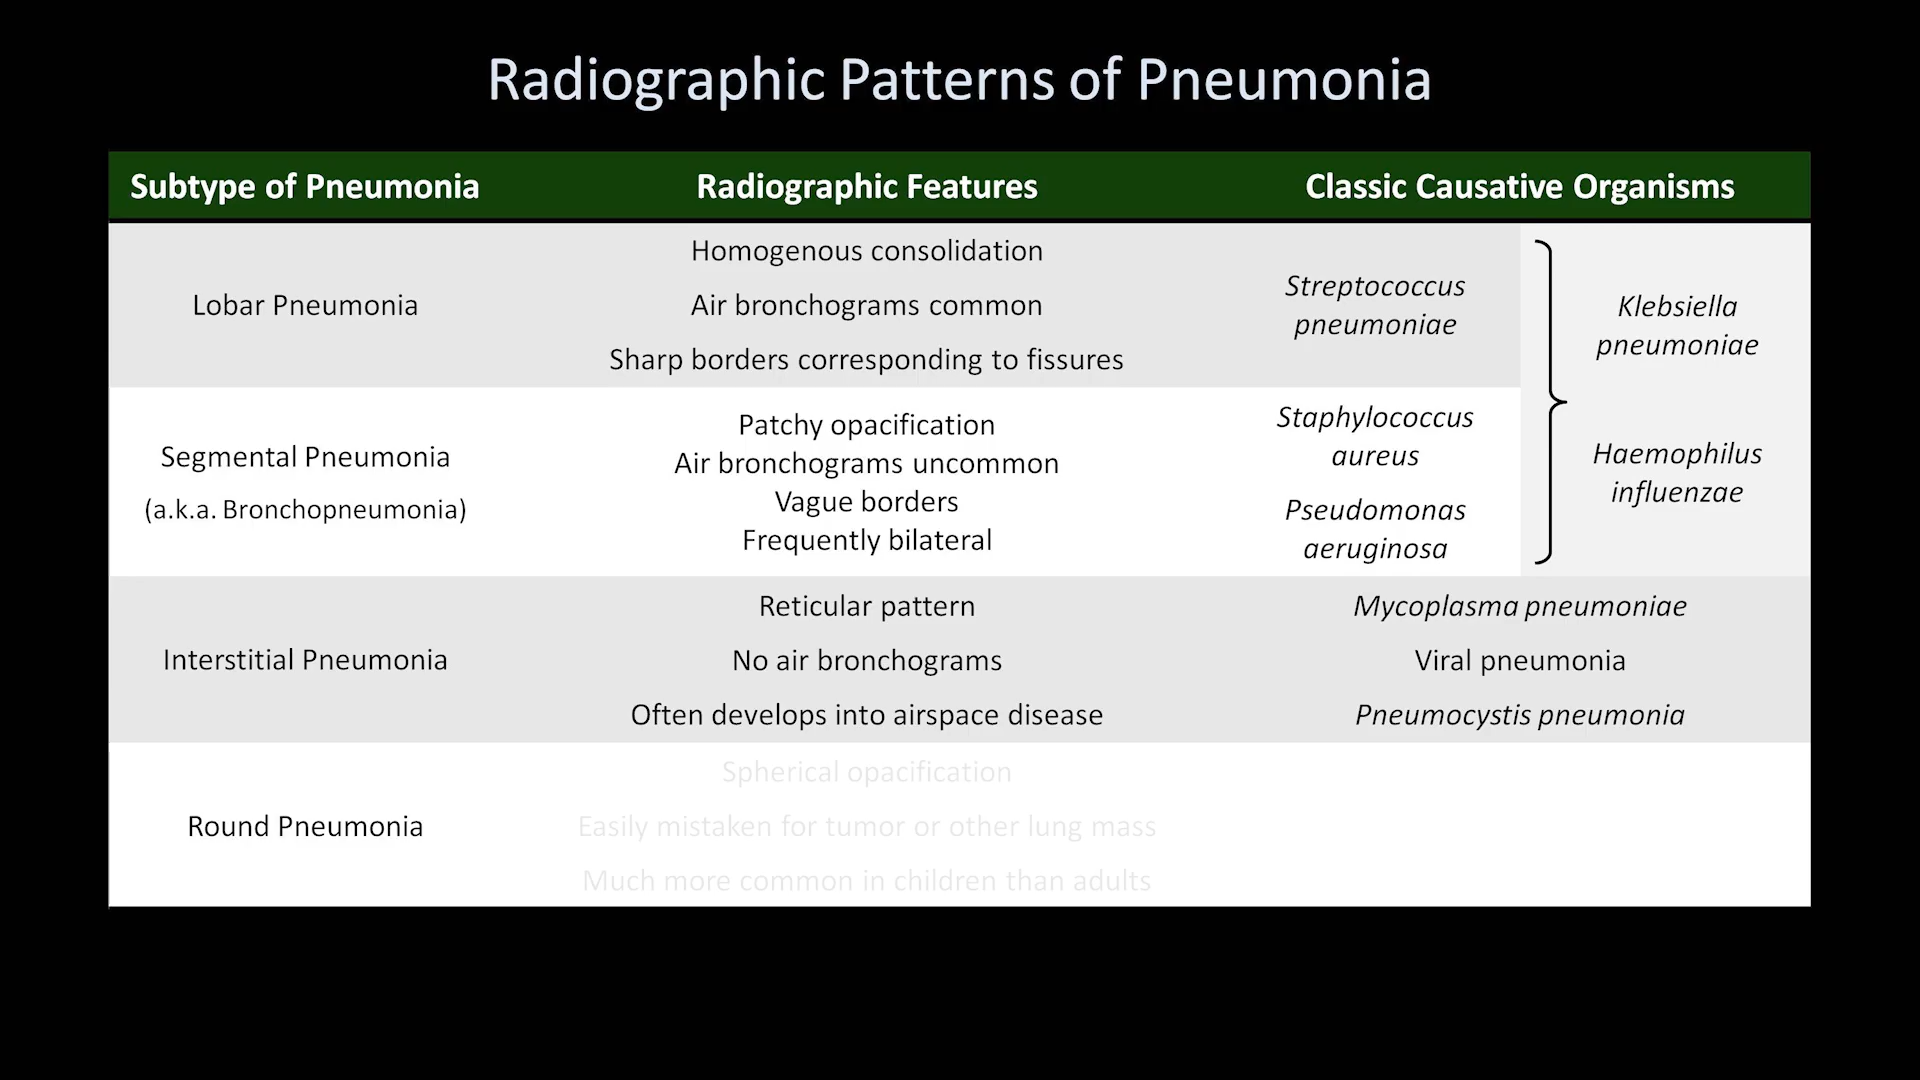 Radiographic Patterns of Pneumonia
Subtype of Pneumonia
Radiographic Features
Classic Causative Organisms
Lobar Pneumonia
Homogenous consolidation
Air bronchograms common
Sharp borders corresponding to fissures
Streptococcus
pneumoniae
Klebsiella
pneumoniae
Haemophilus
influenzae
Segmental Pneumonia
(a.k.a. Bronchopneumonia)
Patchy opacification
Air bronchograms uncommon
Vague borders
Frequently bilateral
Staphylococcus
aureus
Pseudomonas
aeruginosa
Interstitial Pneumonia
Reticular pattern
No air bronchograms
Often develops into airspace disease
Mycoplasma pneumoniae
Viral pneumonia
Pneumocystis pneumonia
Round Pneumonia
Spherical opacification
Easily mistaken for tumor or other lung mass
Much more common in children than adults